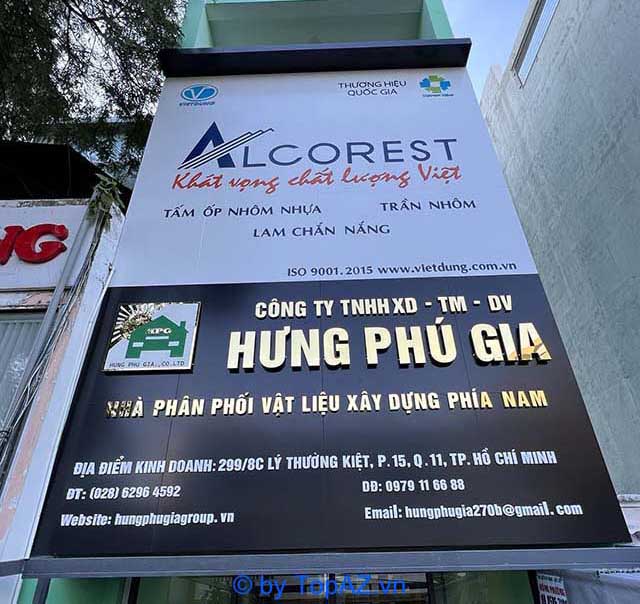 VIETDUNG
THƯƠNG HIỆU
QUỐC GIA
ALCOREST
Khát vọng chất lượng Việt
TẤM ỐP NHÔM NHỰA TRẦN NHÔM
LAM CHẮN NẮNG
ISO 9001.2015 www.vietdung.com.vn
NG
HPG
HUNG PHU GIA.,CO.LTD
CÔNG TY TNHH XD - TM - DV
HƯNG PHÚ GIA
NHÀ PHÂN PHỐI VẬT LIỆU XÂY DỰNG PHÍA NAM
ĐỊA ĐIỂM KINH DOANH: 299/8C LÝ THƯỜNG KIỆT, P.15, Q.11, TP. HỒ CHÍ MINH
ĐT: (028) 6296 4592 DĐ: 0979 11 66 88
Website: hungphugiagroup.vn Email: hungphugia270b@gmail.com
© by TopAZ.vn